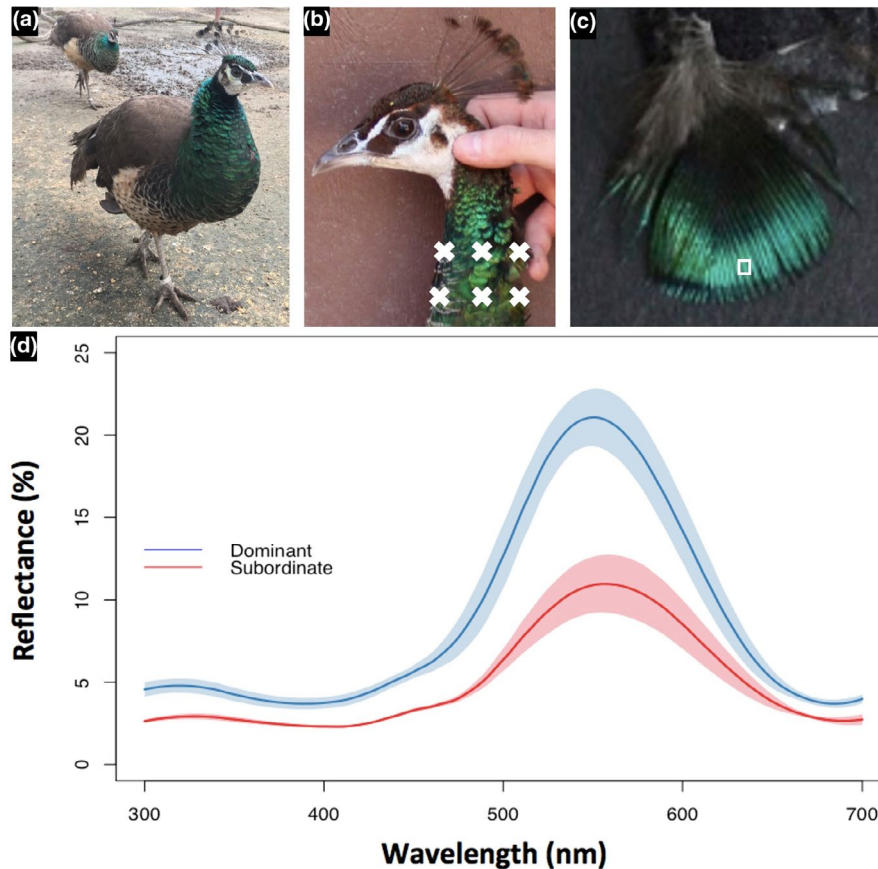 (a)
(b)
(c)
(d)
25
20
15
10
5
0
Reflectance (%)
Dominant
Subordinate
300
400
500
600
700
Wavelength (nm)